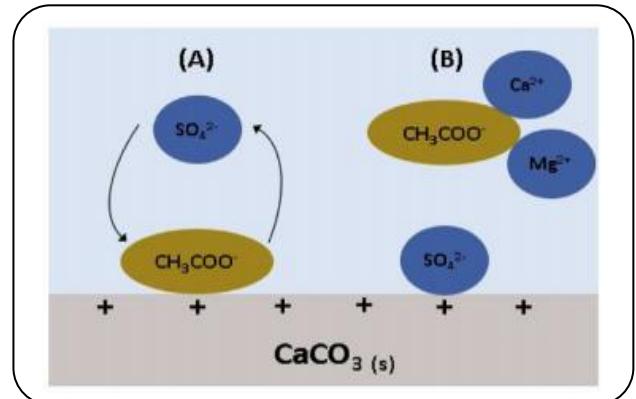 (A) (B)
Ca²⁺
SO₄²⁻ CH₃COO⁻
Mg²⁺
CH₃COO⁻ SO₄²⁻
+ + + + + +
CaCO₃ (s)